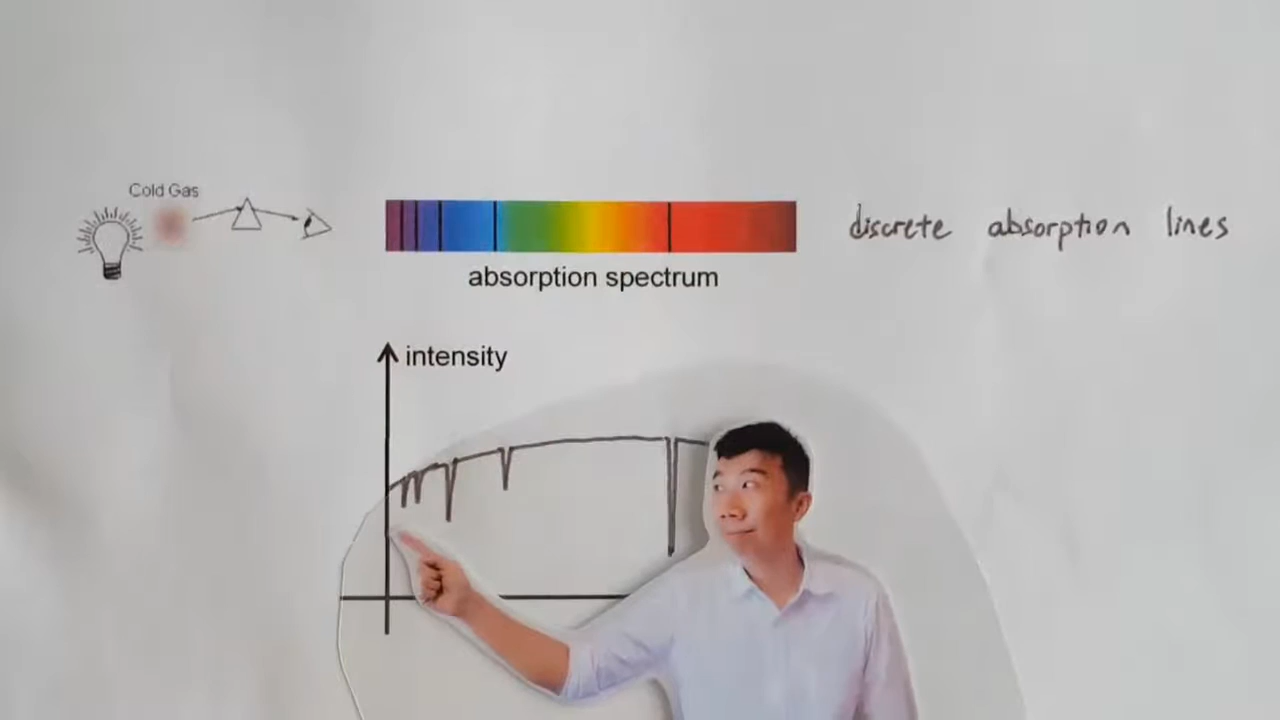 Cold Gas
discrete absorption lines
absorption spectrum
intensity